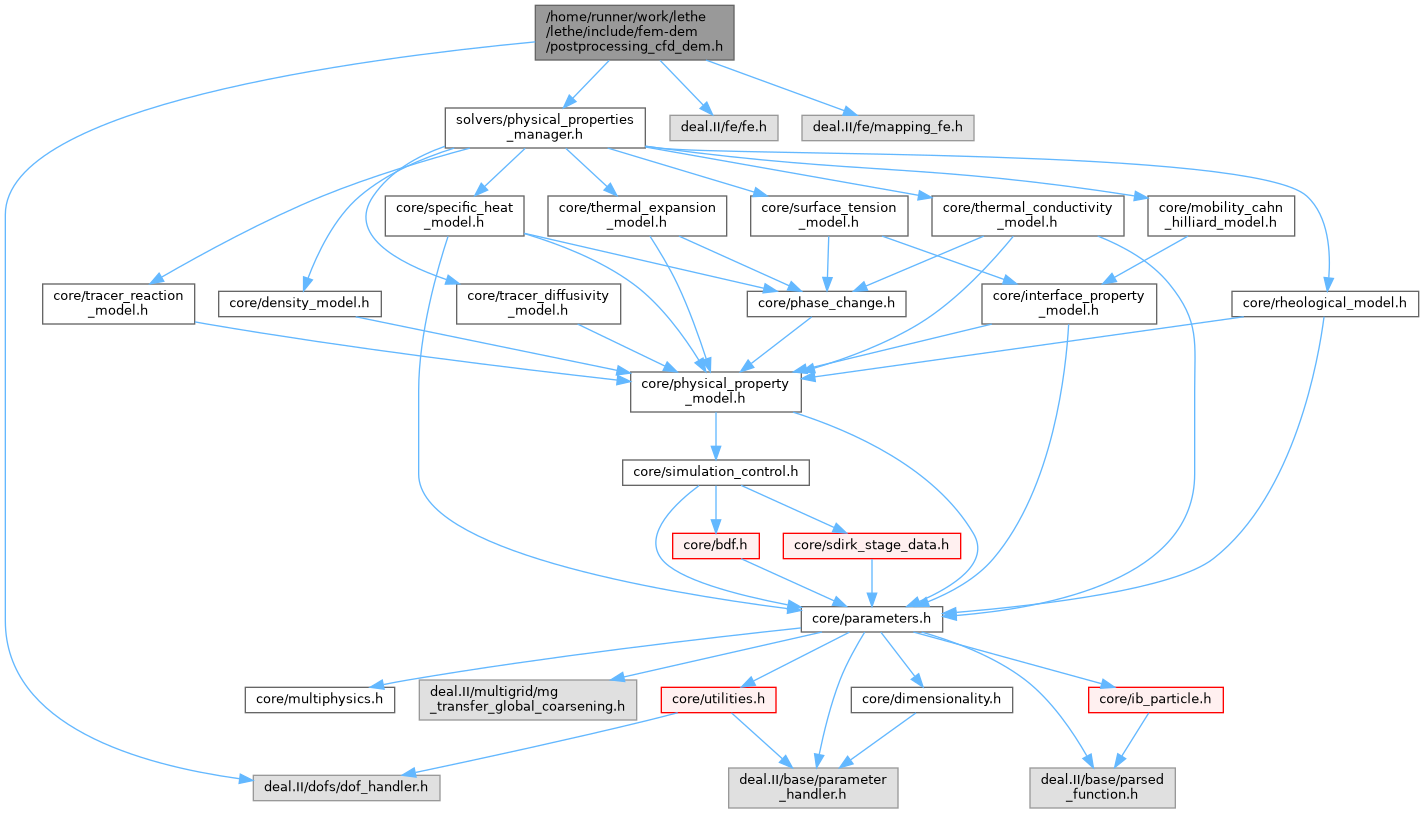 /home/runner/work/lethe
/lethe/include/fem-dem
/postprocessing_cfd_dem.h
solvers/physical_properties
_manager.h
deal.II/fe/fe.h
deal.II/fe/mapping_fe.h
core/specific_heat
_model.h
core/thermal_expansion
_model.h
core/surface_tension
_model.h
core/thermal_conductivity
_model.h
core/mobility_cahn
_hilliard_model.h
core/tracer_reaction
_model.h
core/density_model.h
core/tracer_diffusivity
_model.h
core/phase_change.h
core/interface_property
_model.h
core/rheological_model.h
core/physical_property
_model.h
core/simulation_control.h
core/bdf.h
core/sdirk_stage_data.h
core/parameters.h
core/multiphysics.h
deal.II/multigrid/mg
_transfer_global_coarsening.h
core/utilities.h
core/dimensionality.h
core/ib_particle.h
deal.II/dofs/dof_handler.h
deal.II/base/parameter
_handler.h
deal.II/base/parsed
_function.h